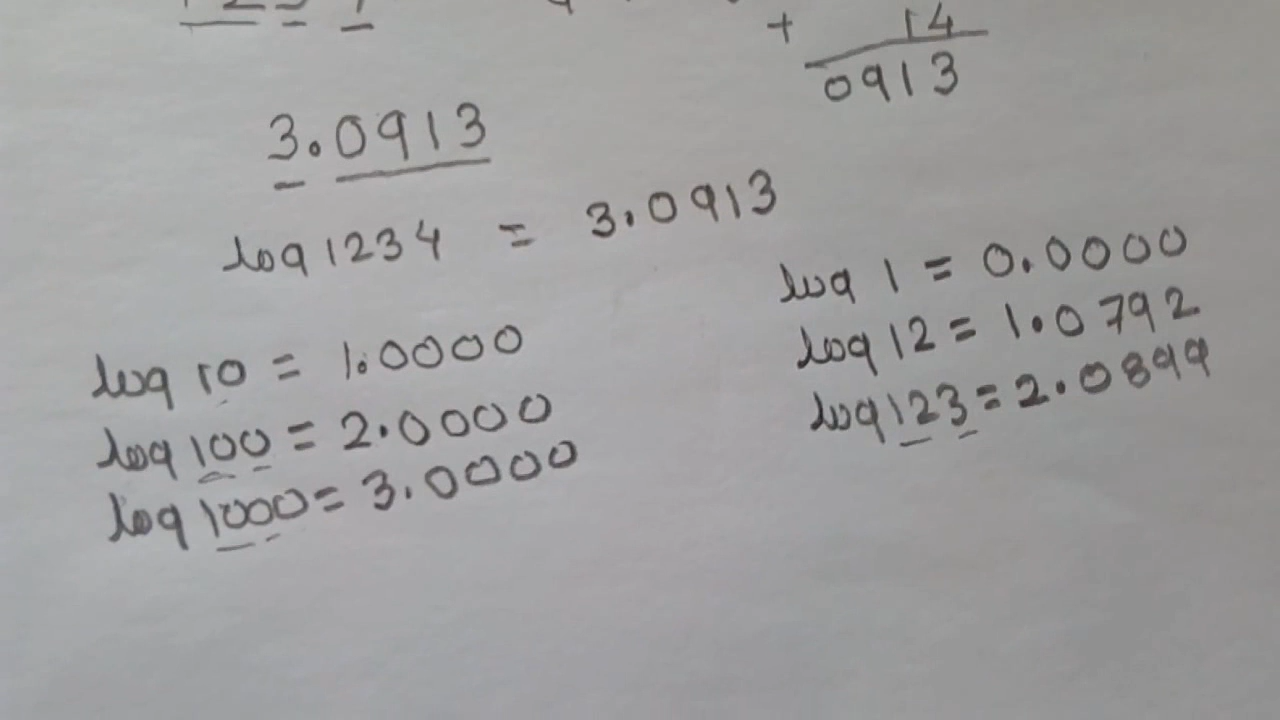 + 14
0913
3.0913
log 1234 = 3.0913
log 1 = 0.0000
log 12 = 1.0792
log 123 = 2.0899
log 10 = 1.0000
log 100 = 2.0000
log 1000 = 3.0000